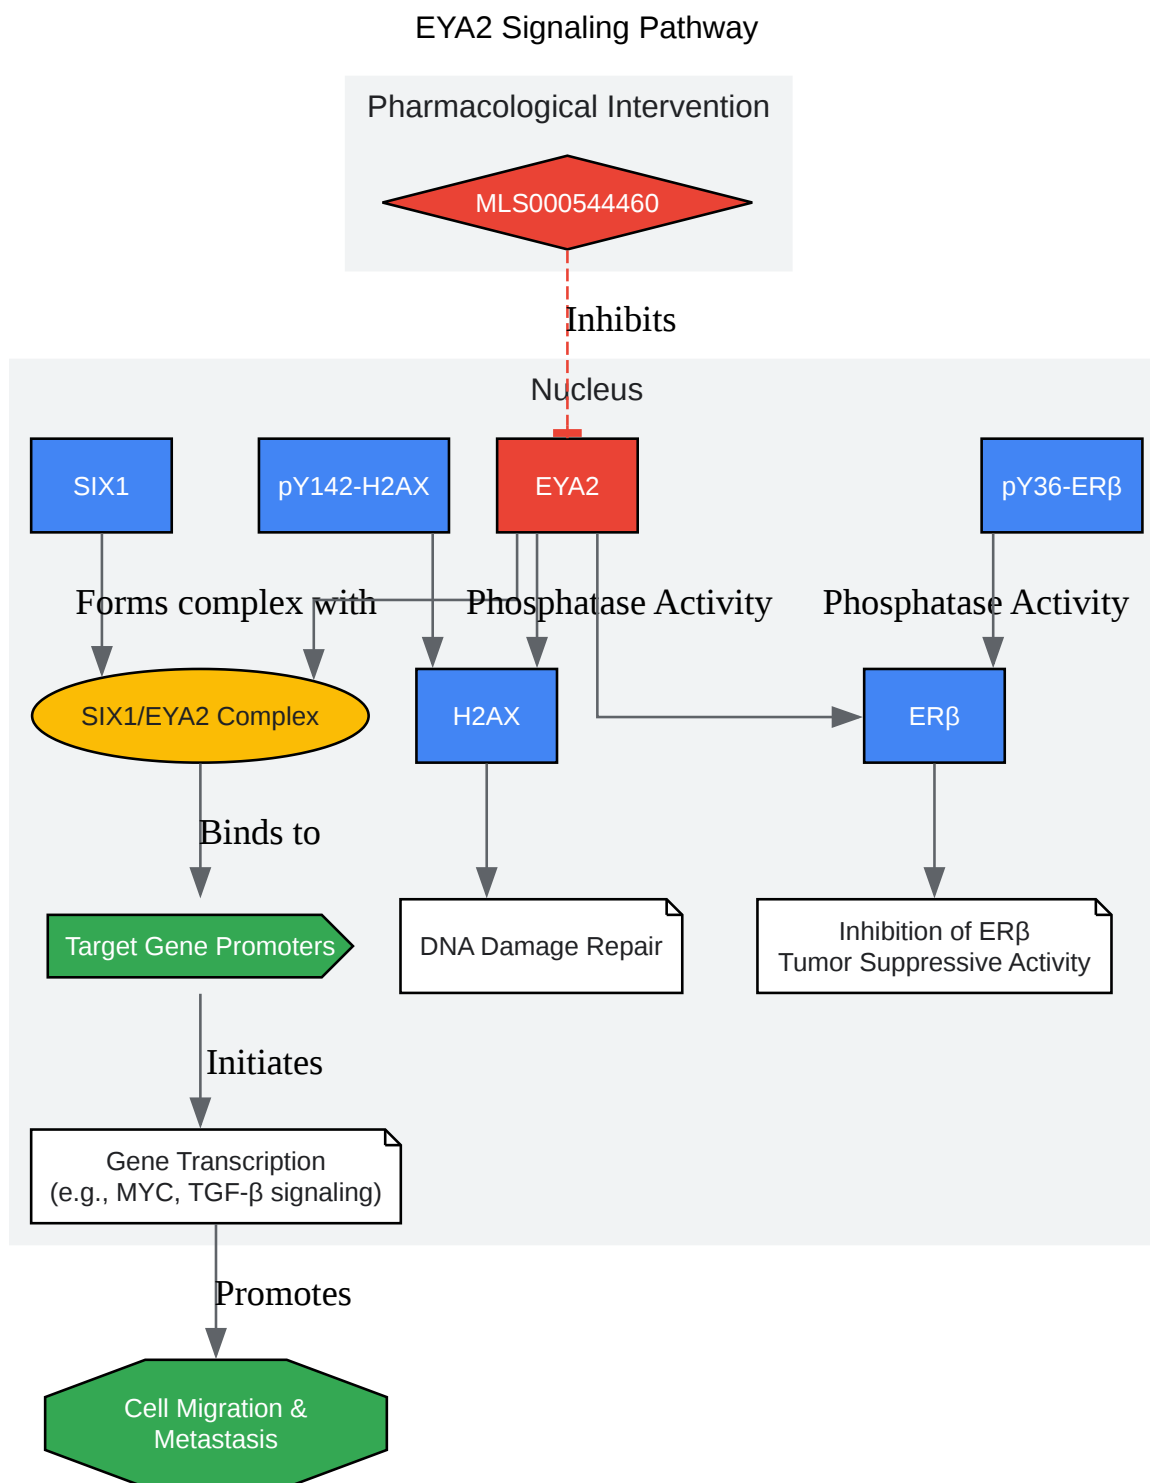 EYA2 Signaling Pathway
Pharmacological Intervention
MLS000544460
Inhibits
Nucleus
SIX1
pY142-H2AX
EYA2
pY36-ERβ
Forms complex with
Phosphatase Activity
Phosphatase Activity
SIX1/EYA2 Complex
H2AX
ERβ
Binds to
Target Gene Promoters
DNA Damage Repair
Inhibition of ERβ
Tumor Suppressive Activity
Initiates
Gene Transcription
(e.g., MYC, TGF-β signaling)
Promotes
Cell Migration &
Metastasis